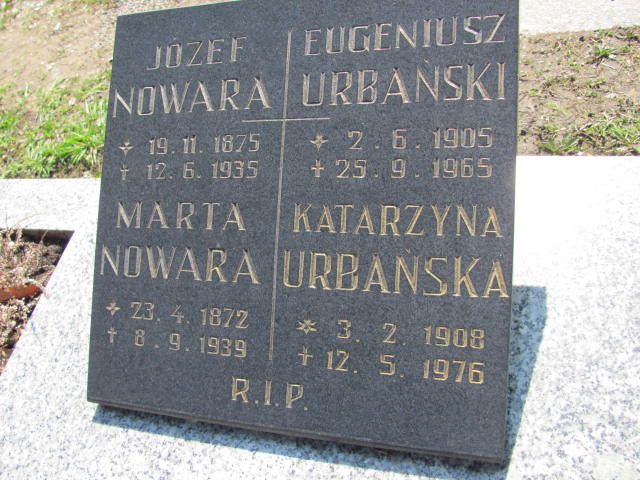 JÓZEF
NOWARA
* 19. 11. 1875
† 12. 6. 1935
EUGENIUSZ
URBAŃSKI
* 2. 6. 1905
† 25. 9. 1965
MARTA
NOWARA
* 23. 4. 1872
† 8. 9. 1939
KATARZYNA
URBAŃSKA
* 3. 2. 1908
† 12. 5. 1976
R.I.P.